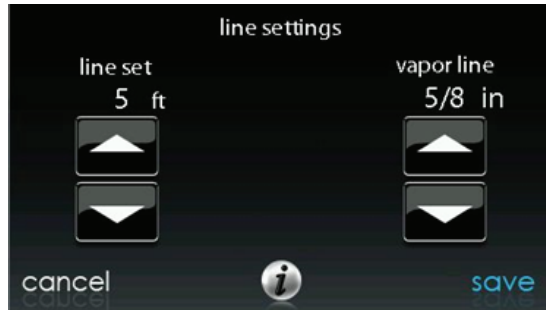 line settings
line set
5 ft
vapor line
5/8 in
cancel
i
save